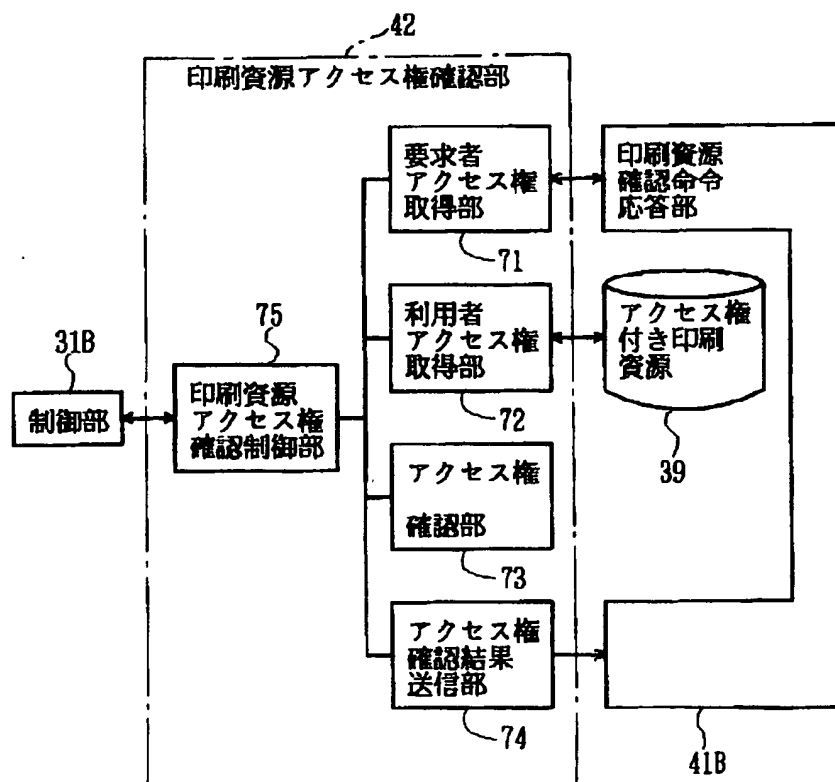 42
印刷資源アクセス権確認部
要求者
アクセス権
取得部
71
印刷資源
確認命令
応答部
31B
制御部
75
印刷資源
アクセス権
確認制御部
利用者
アクセス権
取得部
72
アクセス権
付き印刷
資源
39
アクセス権
確認部
73
アクセス権
確認結果
送信部
74
41B